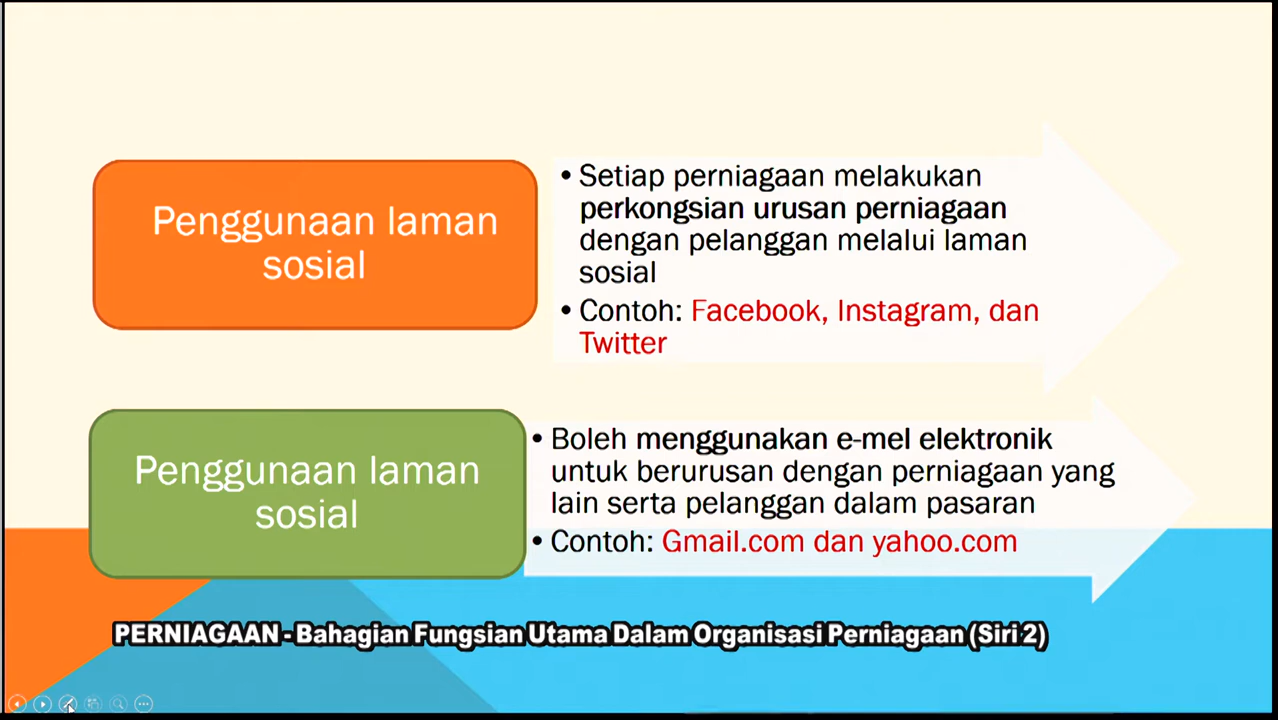 Penggunaan laman
sosial
• Setiap perniagaan melakukan
perkongsian urusan perniagaan
dengan pelanggan melalui laman
sosial
• Contoh: Facebook, Instagram, dan
Twitter
Penggunaan laman
sosial
• Boleh menggunakan e-mel elektronik
untuk berurusan dengan perniagaan yang
lain serta pelanggan dalam pasaran
• Contoh: Gmail.com dan yahoo.com
PERNIAGAAN - Bahagian Fungsian Utama Dalam Organisasi Perniagaan (Siri 2)